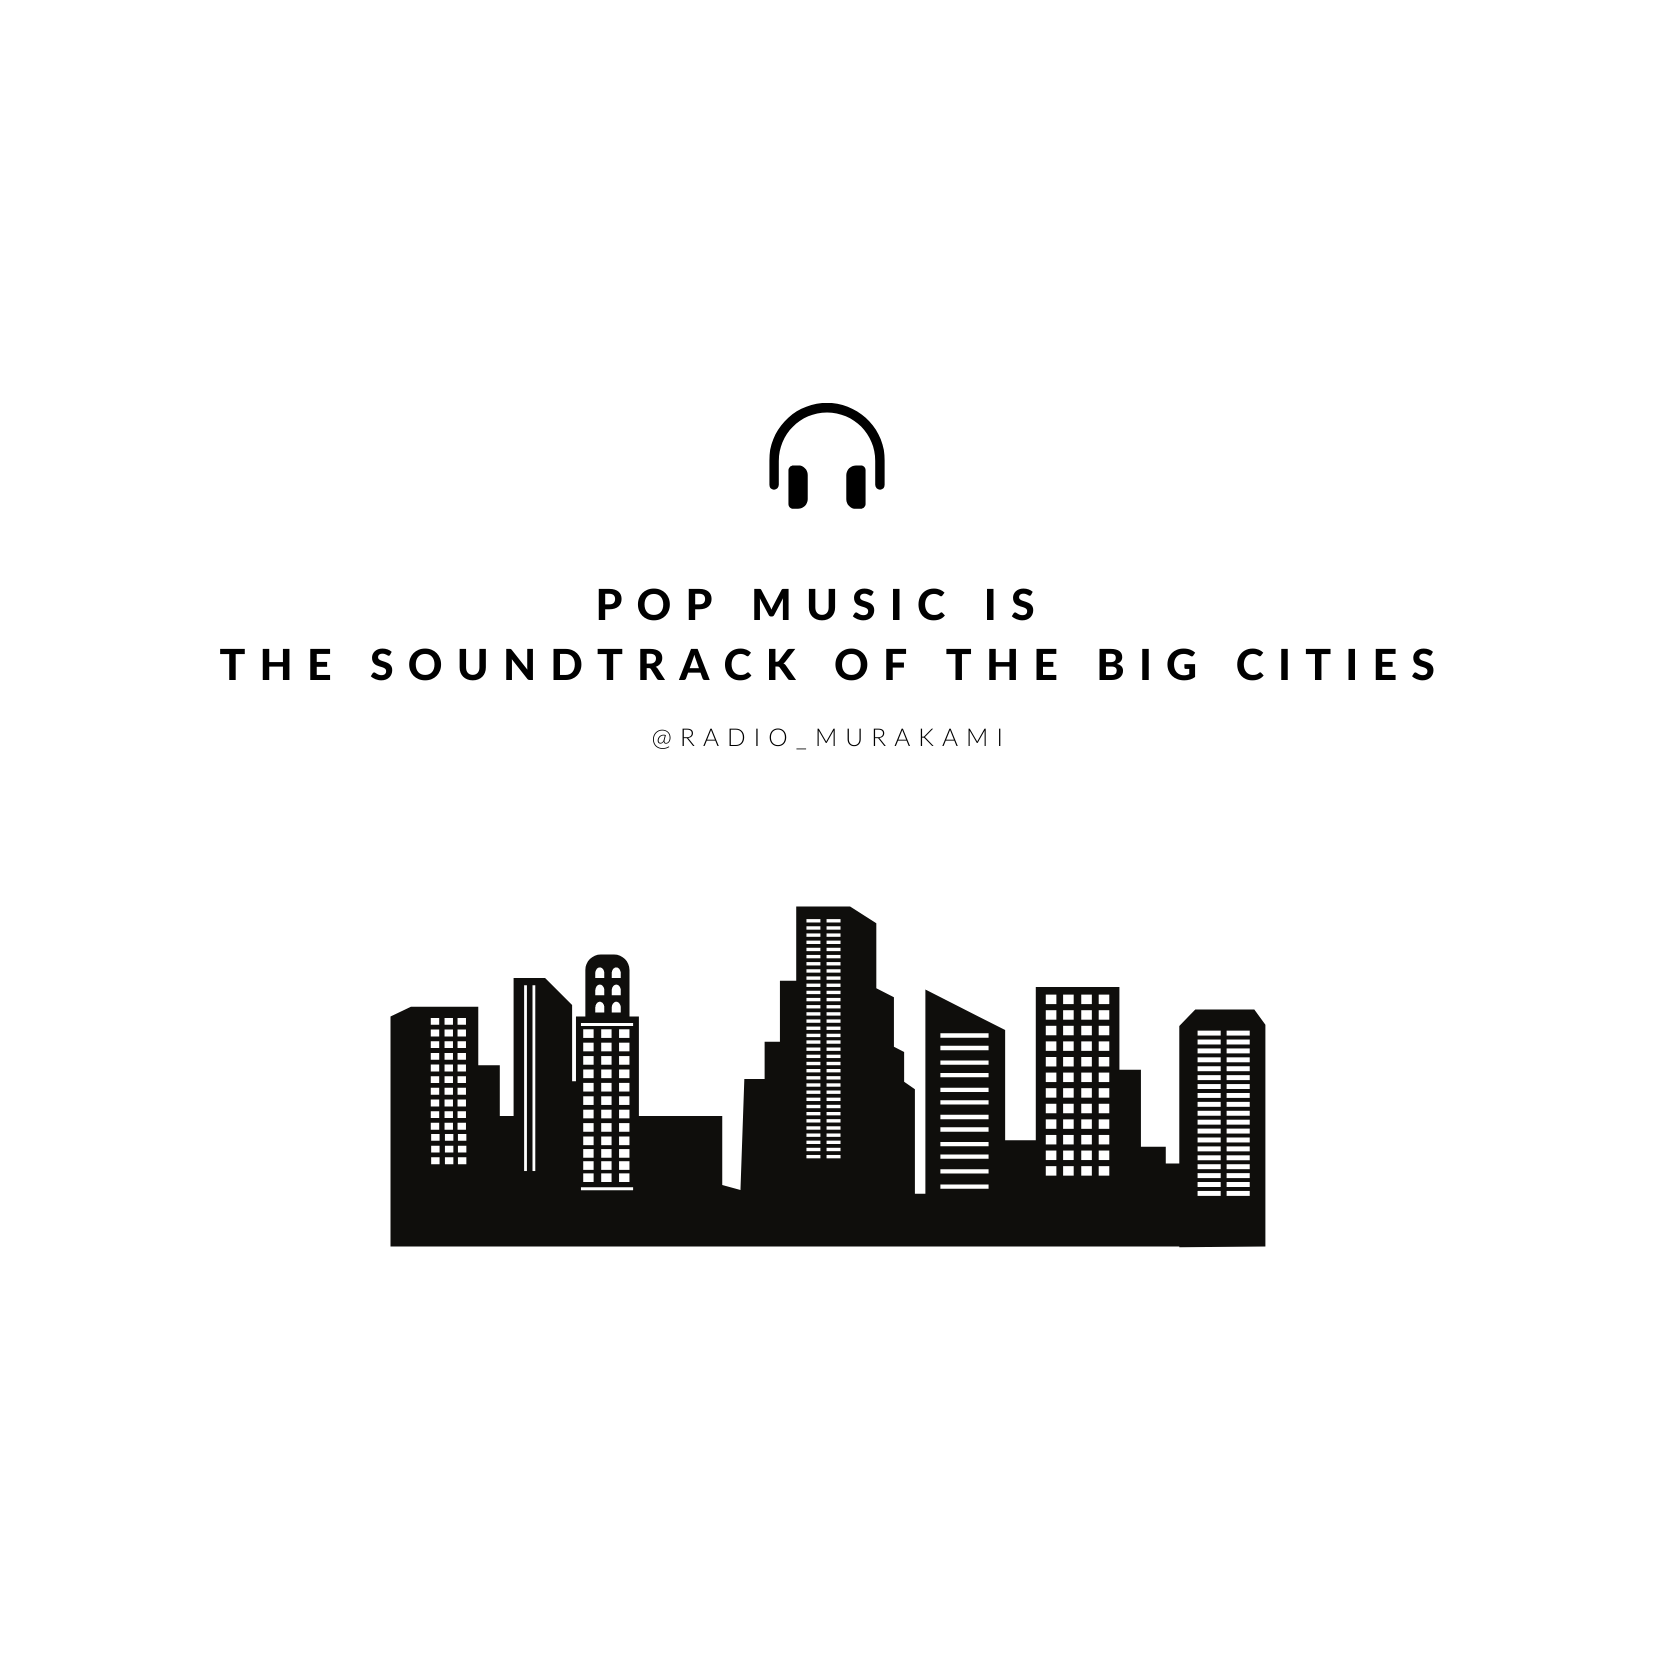 POP MUSIC IS
THE SOUNDTRACK OF THE BIG CITIES
@RADIO_MURAKAMI